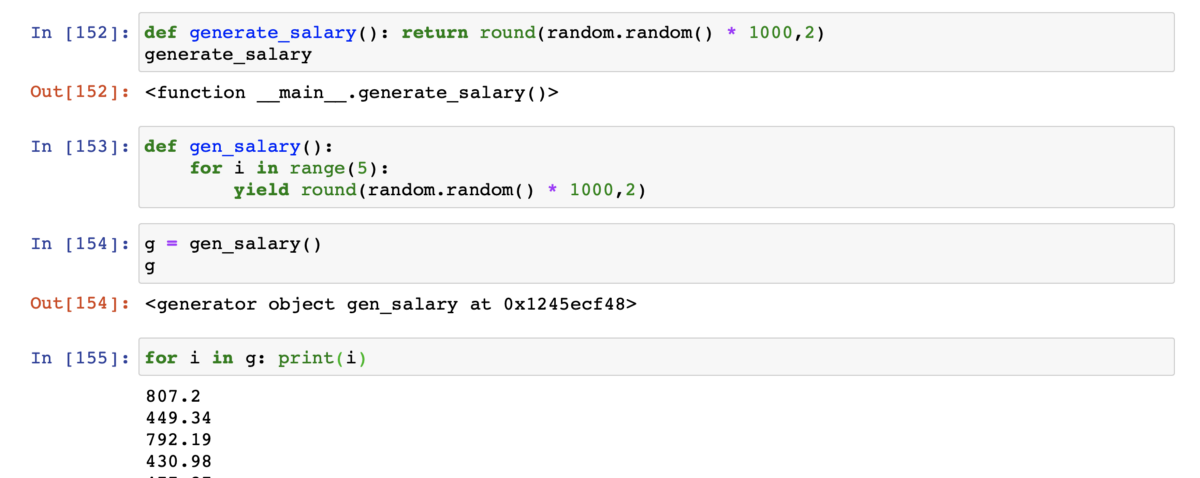 In [152]: def generate_salary(): return round(random.random() * 1000,2)
generate_salary
Out[152]: <function __main__.generate_salary()>
In [153]: def gen_salary():
for i in range(5):
yield round(random.random() * 1000,2)
In [154]: g = gen_salary()
g
Out[154]: <generator object gen_salary at 0x1245ecf48>
In [155]: for i in g: print(i)
807.2
449.34
792.19
430.98